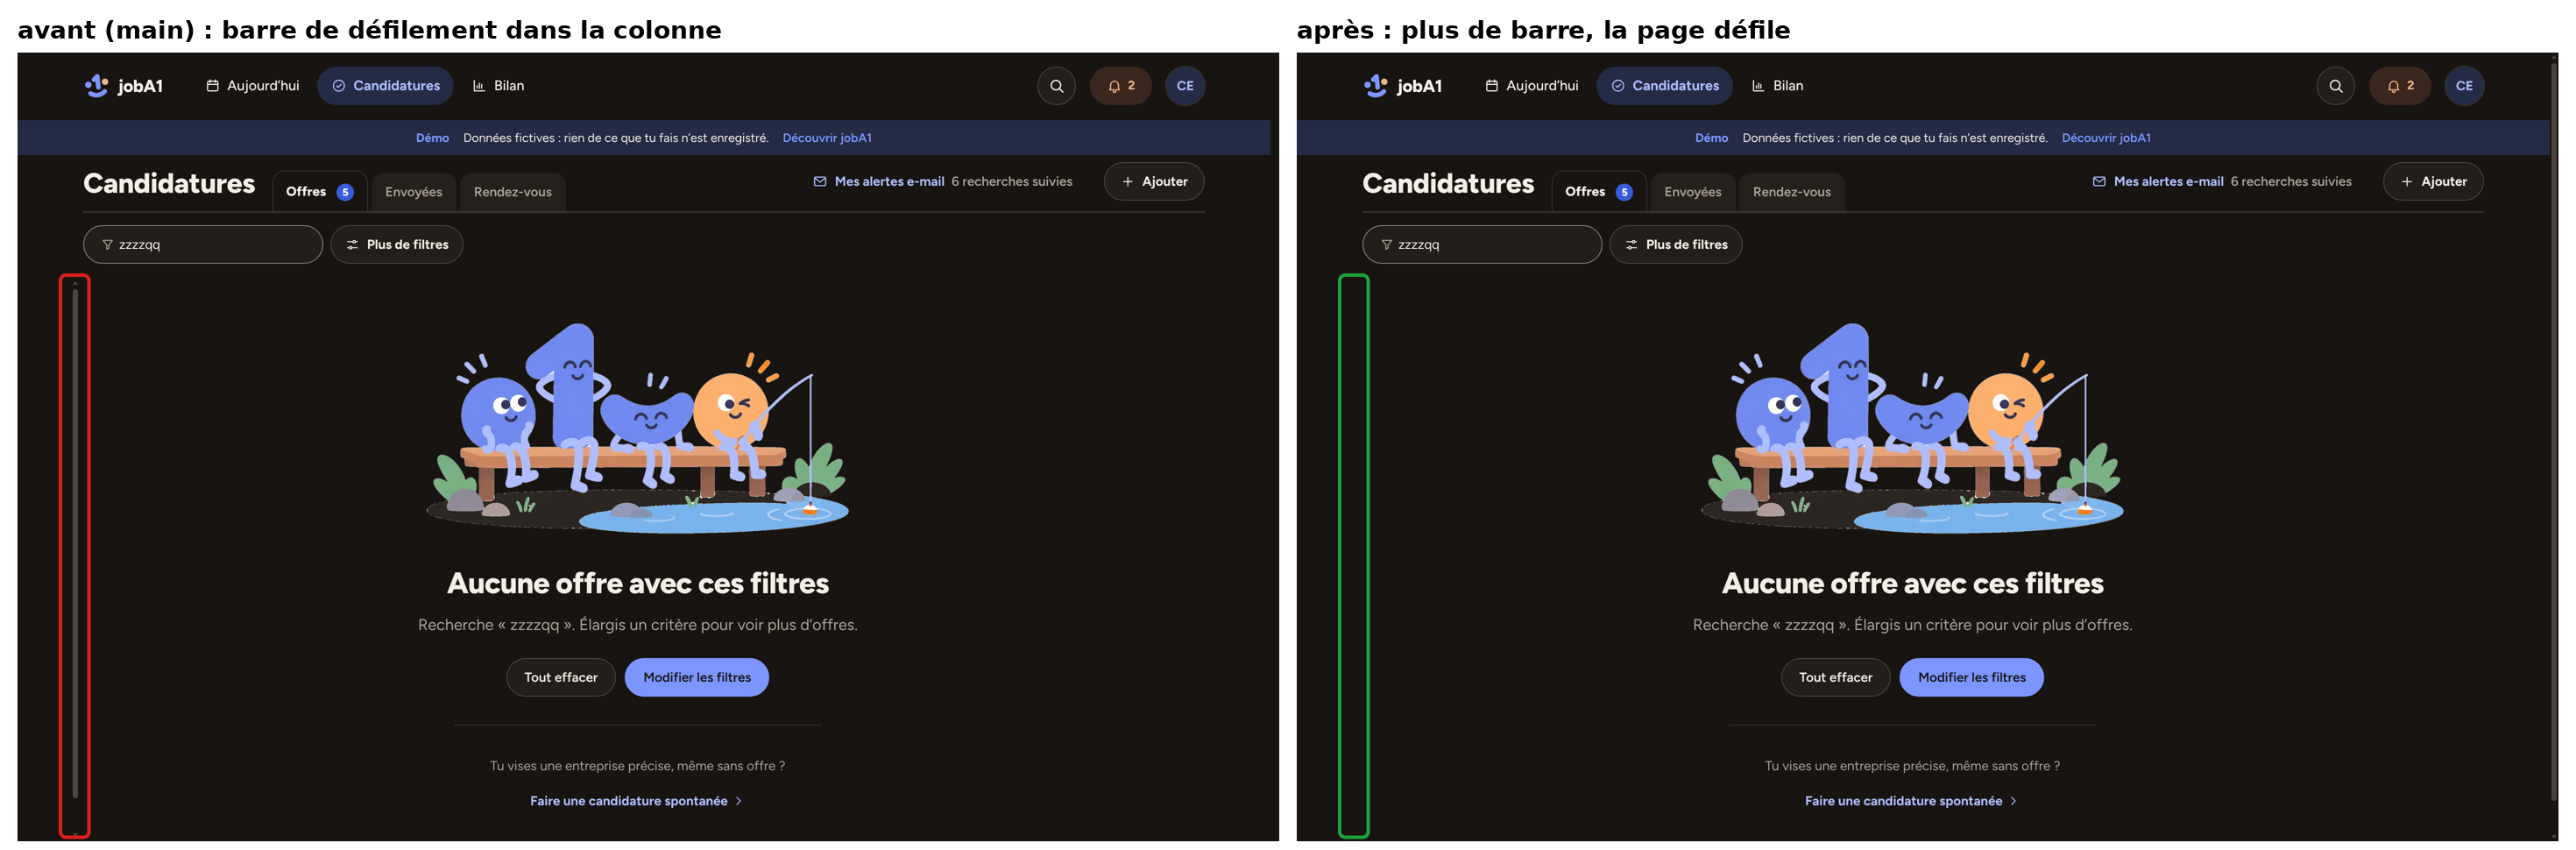 avant (main) : barre de défilement dans la colonne
jobA1 Aujourd’hui Candidatures Bilan 2 CE
Démo Données fictives : rien de ce que tu fais n’est enregistré. Découvrir jobA1
Candidatures Offres 5 Envoyées Rendez-vous Mes alertes e-mail 6 recherches suivies Ajouter
zzzzqq Plus de filtres
Aucune offre avec ces filtres
Recherche « zzzzqq ». Élargis un critère pour voir plus d’offres.
Tout effacer Modifier les filtres
Tu vises une entreprise précise, même sans offre ?
Faire une candidature spontanée
après : plus de barre, la page défile
jobA1 Aujourd’hui Candidatures Bilan 2 CE
Démo Données fictives : rien de ce que tu fais n’est enregistré. Découvrir jobA1
Candidatures Offres 5 Envoyées Rendez-vous Mes alertes e-mail 6 recherches suivies Ajouter
zzzzqq Plus de filtres
Aucune offre avec ces filtres
Recherche « zzzzqq ». Élargis un critère pour voir plus d’offres.
Tout effacer Modifier les filtres
Tu vises une entreprise précise, même sans offre ?
Faire une candidature spontanée